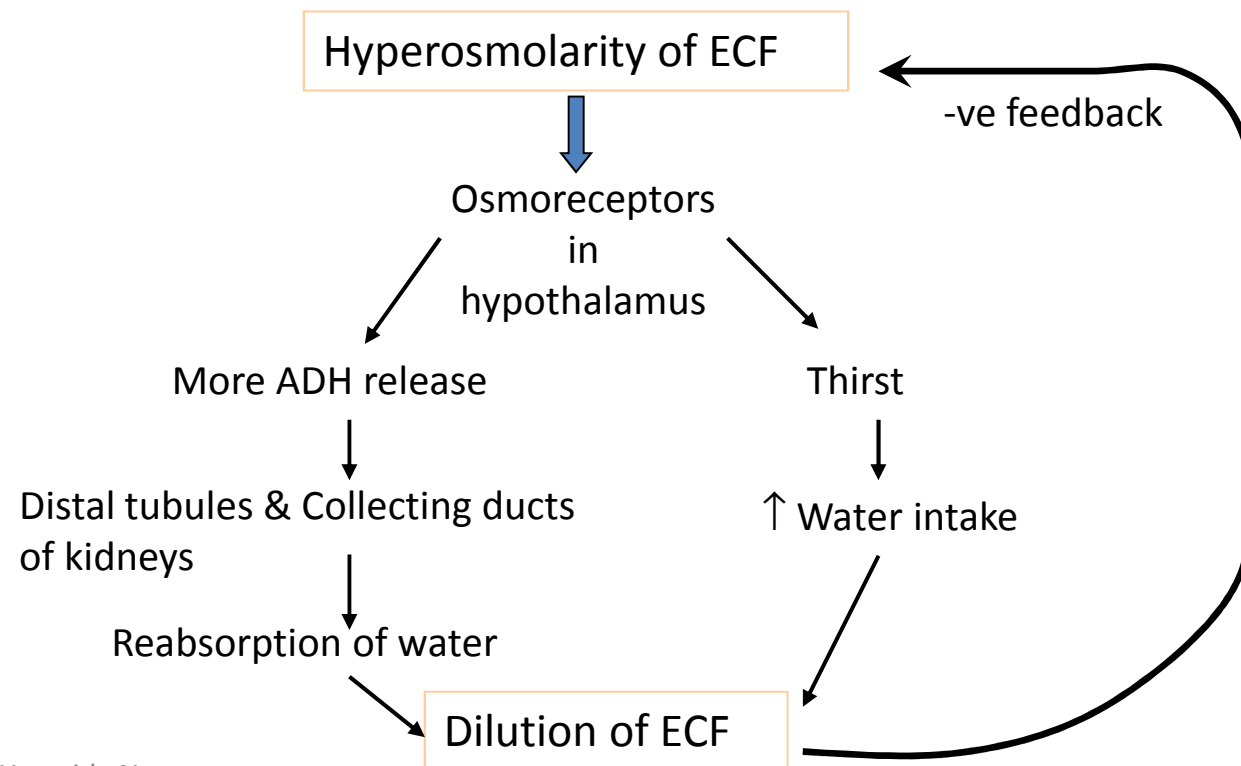 Hyperosmolarity of ECF
-ve feedback
Osmoreceptors
in
hypothalamus
More ADH release
Thirst
Distal tubules & Collecting ducts
of kidneys
↑ Water intake
Reabsorption of water
Dilution of ECF